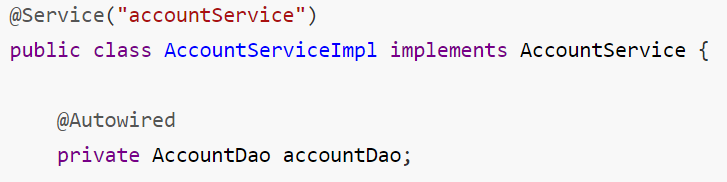 @Service("accountService")
public class AccountServiceImpl implements AccountService {
@Autowired
private AccountDao accountDao;